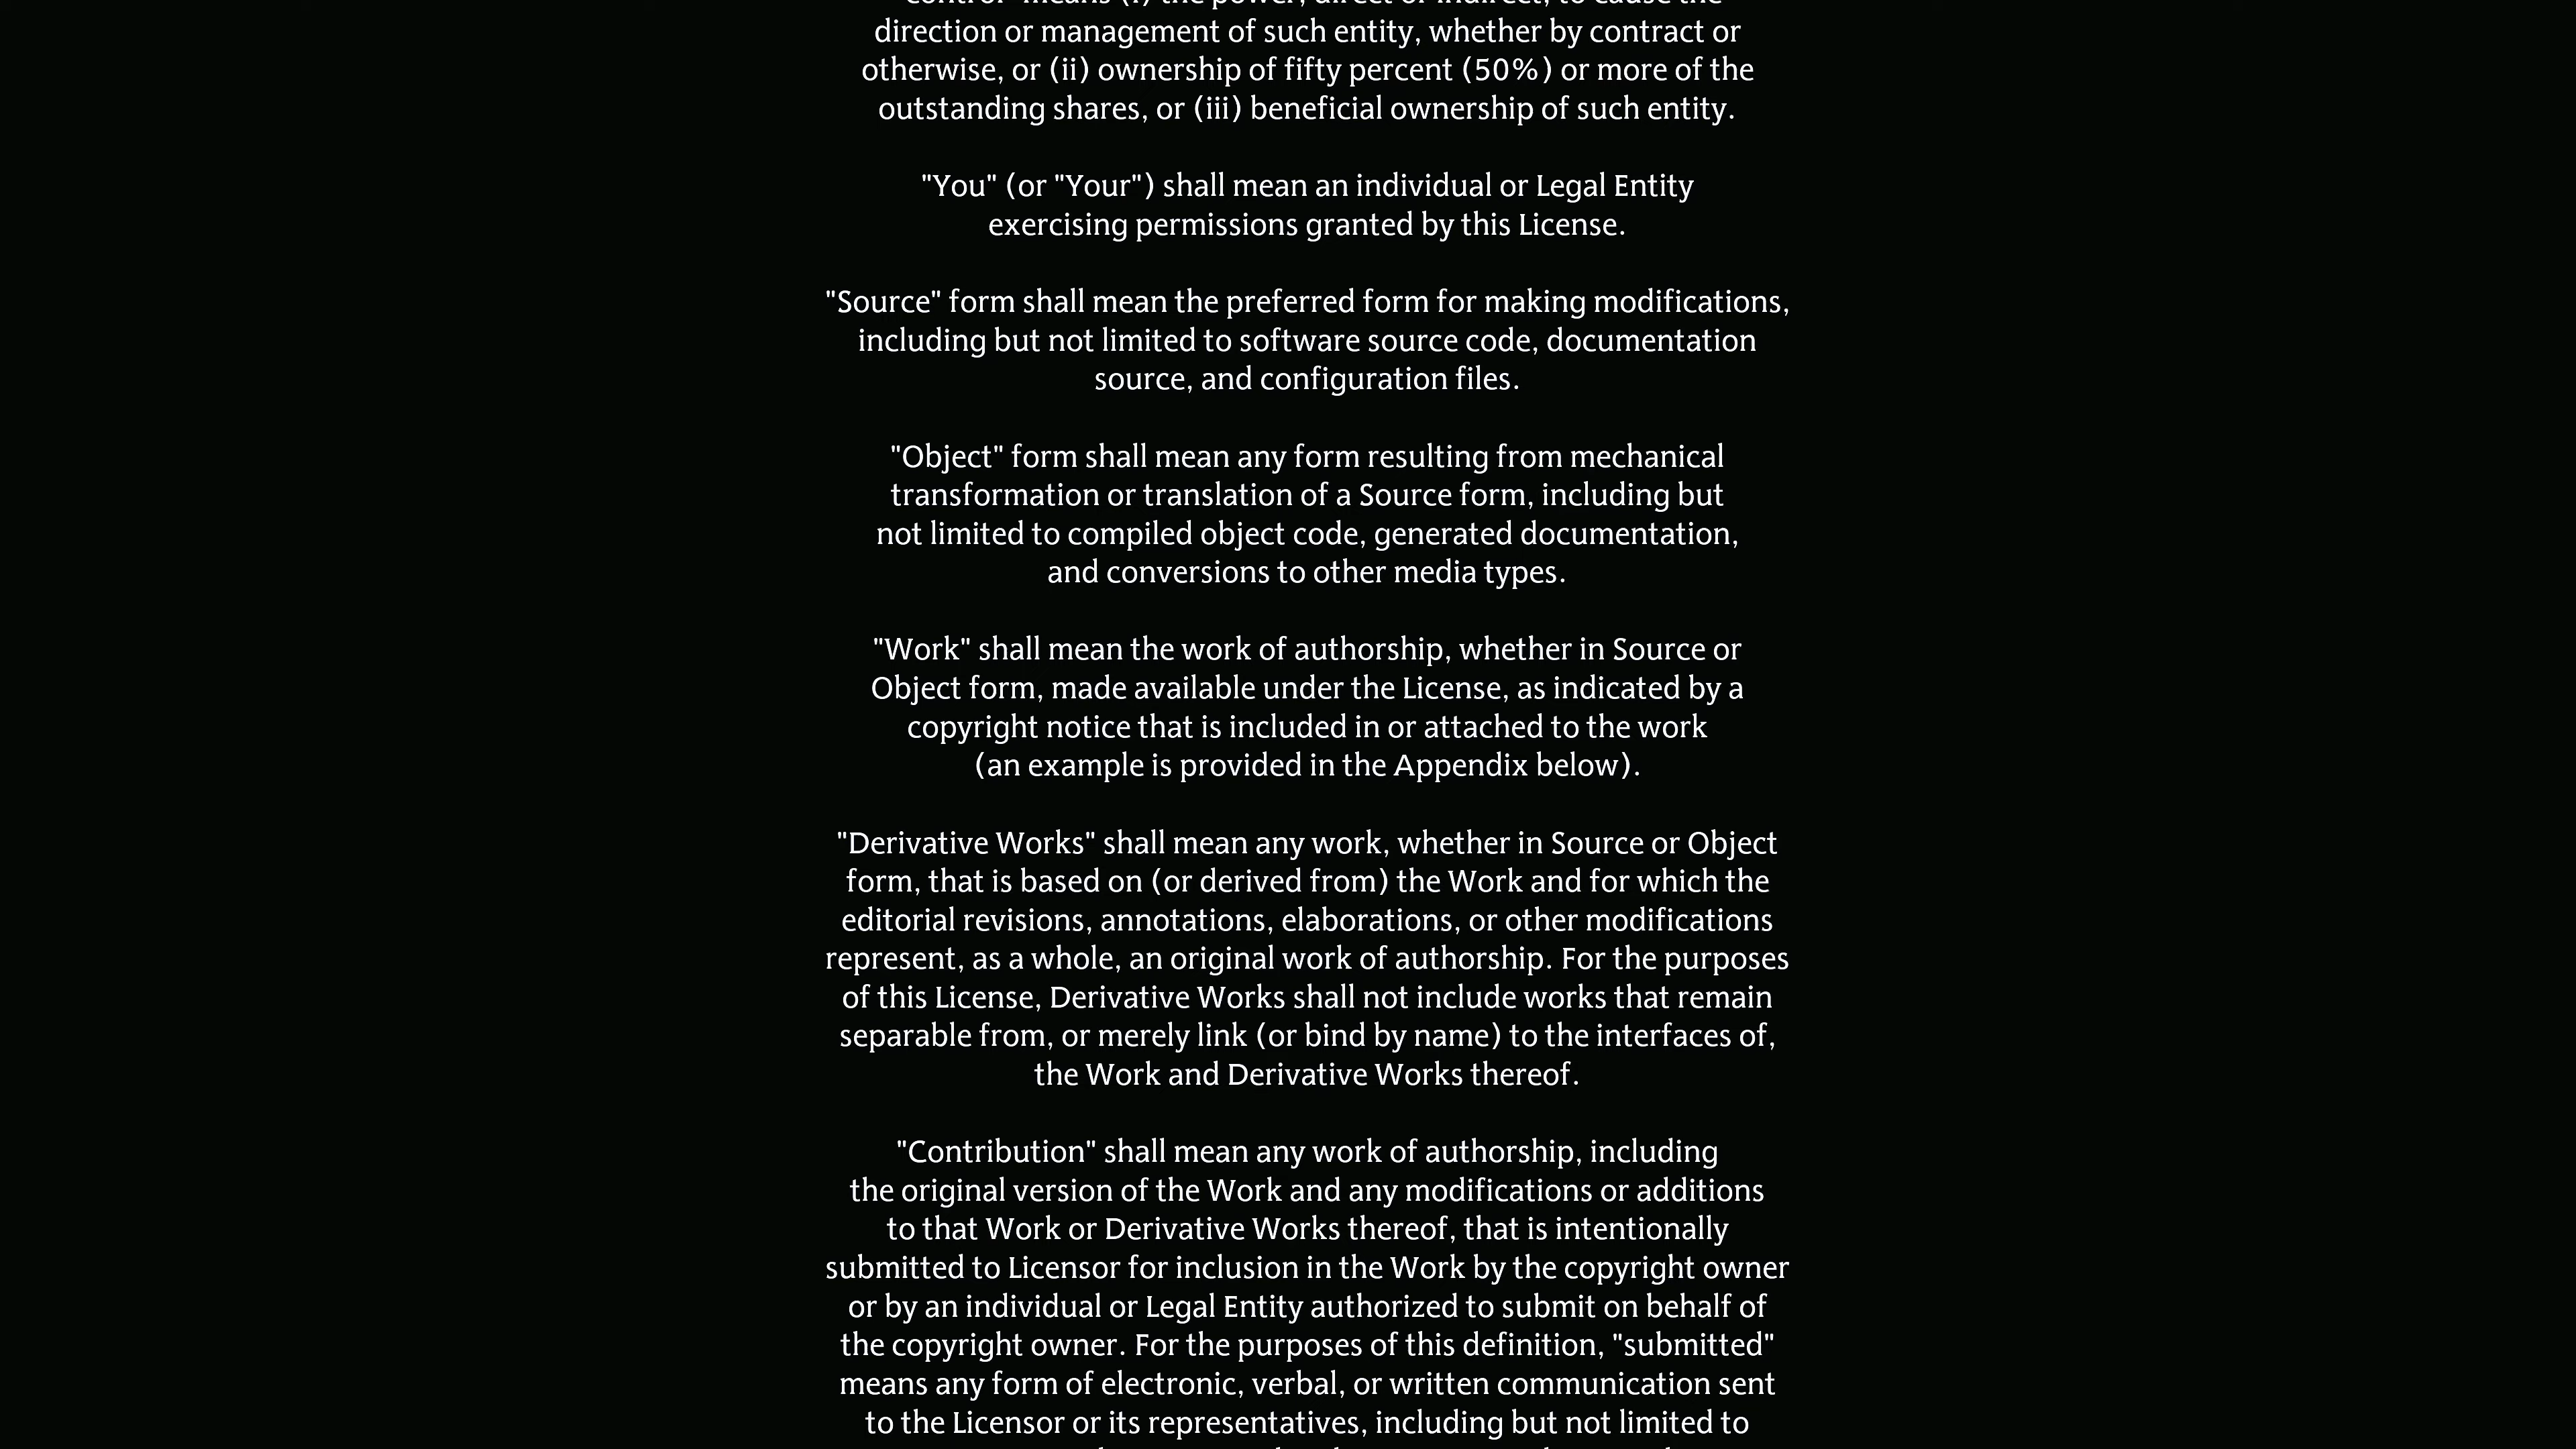 direction or management of such entity, whether by contract or
otherwise, or (ii) ownership of fifty percent (50%) or more of the
outstanding shares, or (iii) beneficial ownership of such entity.
"You" (or "Your") shall mean an individual or Legal Entity
exercising permissions granted by this License.
"Source" form shall mean the preferred form for making modifications,
including but not limited to software source code, documentation
source, and configuration files.
"Object" form shall mean any form resulting from mechanical
transformation or translation of a Source form, including but
not limited to compiled object code, generated documentation,
and conversions to other media types.
"Work" shall mean the work of authorship, whether in Source or
Object form, made available under the License, as indicated by a
copyright notice that is included in or attached to the work
(an example is provided in the Appendix below).
"Derivative Works" shall mean any work, whether in Source or Object
form, that is based on (or derived from) the Work and for which the
editorial revisions, annotations, elaborations, or other modifications
represent, as a whole, an original work of authorship. For the purposes
of this License, Derivative Works shall not include works that remain
separable from, or merely link (or bind by name) to the interfaces of,
the Work and Derivative Works thereof.
"Contribution" shall mean any work of authorship, including
the original version of the Work and any modifications or additions
to that Work or Derivative Works thereof, that is intentionally
submitted to Licensor for inclusion in the Work by the copyright owner
or by an individual or Legal Entity authorized to submit on behalf of
the copyright owner. For the purposes of this definition, "submitted"
means any form of electronic, verbal, or written communication sent
to the Licensor or its representatives, including but not limited to